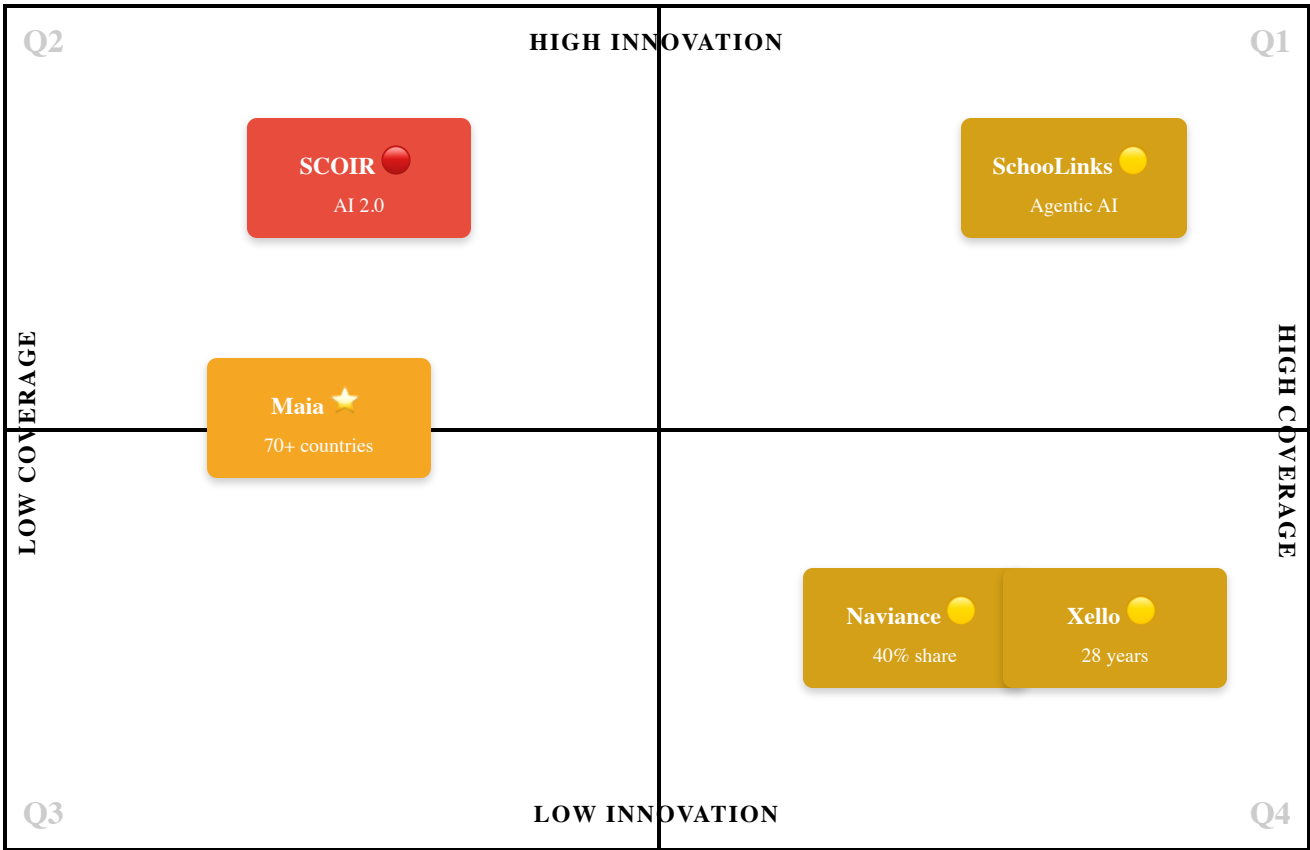 Q2
HIGH INNOVATION
Q1
SCOIR
AI 2.0
SchooLinks
Agentic AI
LOW COVERAGE
HIGH COVERAGE
Maia
70+ countries
Naviance
40% share
Xello
28 years
Q3
LOW INNOVATION
Q4